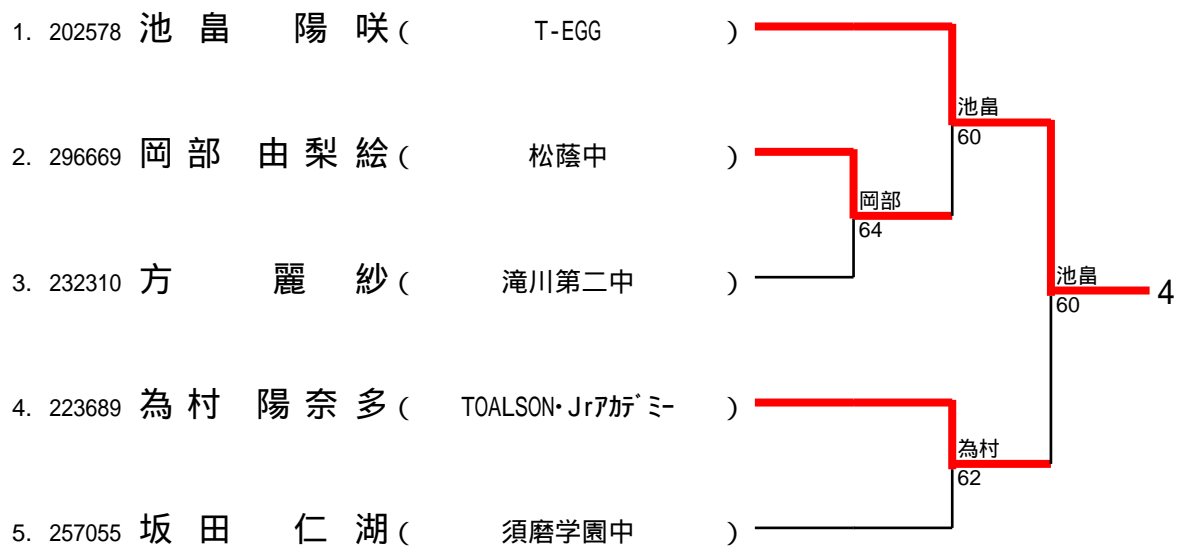 1. 202578 池畠 陽咲 ( T-EGG )
池畠
60
2. 296669 岡部 由梨絵 ( 松蔭中 )
岡部
64
3. 232310 方 麗紗 ( 滝川第二中 )
池畠
60
4
4. 223689 為村 陽奈多 ( TOALSON・Jrｱｶﾃﾞﾐｰ )
為村
62
5. 257055 坂田 仁湖 ( 須磨学園中 )